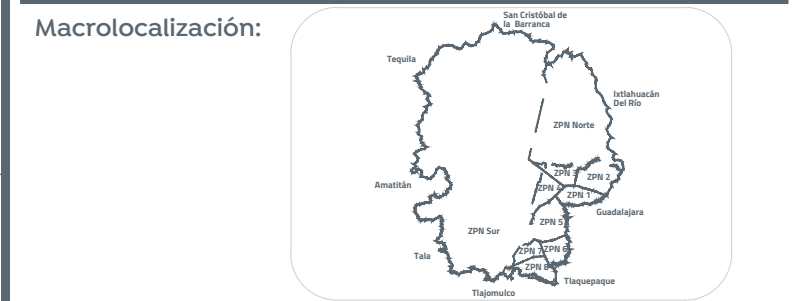 Macrolocalización:
San Cristóbal de
la Barranca
Tequila
Ixtlahuacán
Del Río
ZPN Norte
ZPN 3
ZPN 2
Amatitán
ZPN 4
ZPN 1
Guadalajara
ZPN 5
ZPN Sur
ZPN 7
ZPN 6
Tala
ZPN 8
Tlaquepaque
Tlajomulco